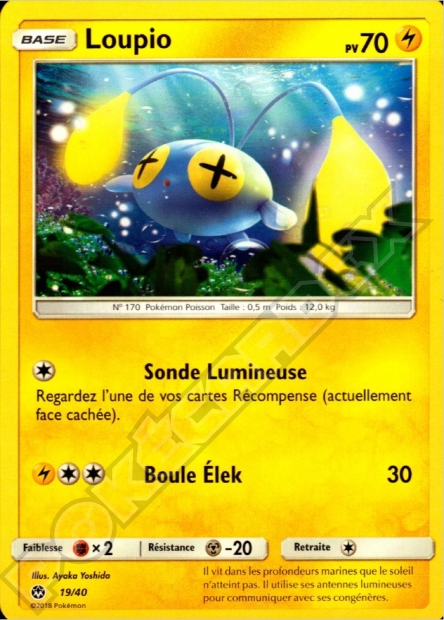 BASE Loupio PV70
N° 170 Pokémon Poisson Taille : 0,5 m Poids : 12,0 kg
Sonde Lumineuse
Regardez l'une de vos cartes Récompense (actuellement
face cachée).
Boule Élek 30
Faiblesse ×2 Résistance -20 Retraite
Illus. Ayaka Yoshida
19/40
©2018 Pokémon
Il vit dans les profondeurs marines que le soleil
n'atteint pas. Il utilise ses antennes lumineuses
pour communiquer avec ses congénères.
POKÉCARDEX